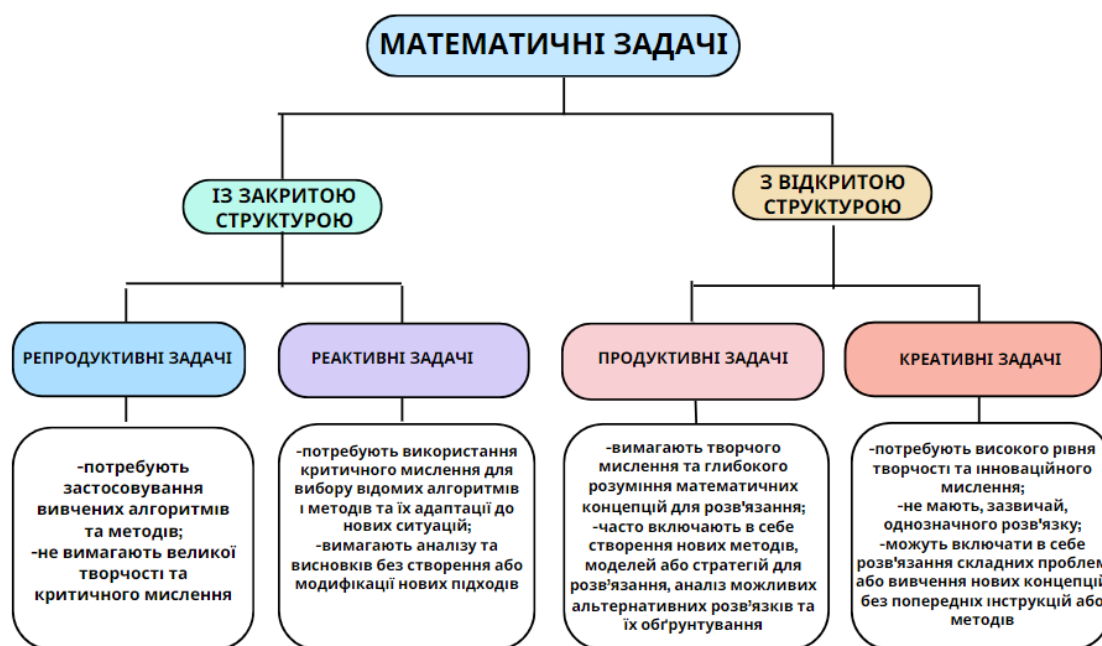 МАТЕМАТИЧНІ ЗАДАЧІ
ІЗ ЗАКРИТОЮ
СТРУКТУРОЮ
З ВІДКРИТОЮ
СТРУКТУРОЮ
РЕПРОДУКТИВНІ ЗАДАЧІ
РЕАКТИВНІ ЗАДАЧІ
ПРОДУКТИВНІ ЗАДАЧІ
КРЕАТИВНІ ЗАДАЧІ
-потребують
застосовування
вивчених алгоритмів
та методів;
-не вимагають великої
творчості та
критичного мислення
-потребують використання
критичного мислення для
вибору відомих алгоритмів
і методів та їх адаптації до
нових ситуацій;
-вимагають аналізу та
висновків без створення або
модифікації нових підходів
-вимагають творчого
мислення та глибокого
розуміння математичних
концепцій для розв'язання;
-часто включають в себе
створення нових методів,
моделей або стратегій для
розв'язання, аналіз можливих
альтернативних розв'язків та
їх обґрунтування
-потребують високого рівня
творчості та інноваційного
мислення;
-не мають, зазвичай,
однозначного розв'язку;
-можуть включати в себе
розв'язання складних проблем
або вивчення нових концепцій
без попередніх інструкцій або
методів